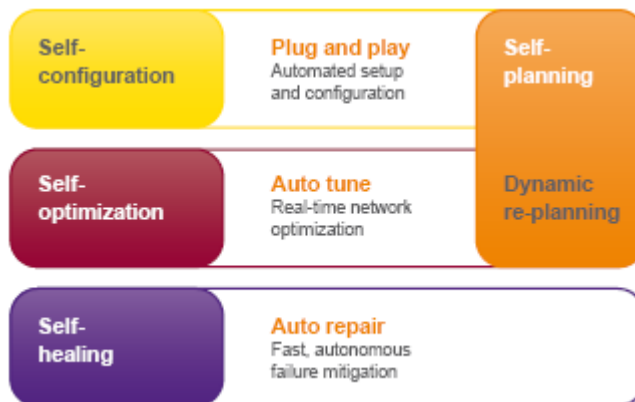 Self-
configuration
Plug and play
Automated setup
and configuration
Self-
planning
Self-
optimization
Auto tune
Real-time network
optimization
Dynamic
re-planning
Self-
healing
Auto repair
Fast, autonomous
failure mitigation